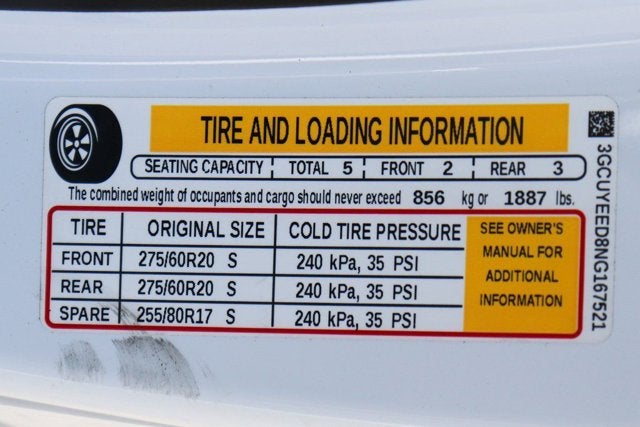 TIRE AND LOADING INFORMATION
SEATING CAPACITY TOTAL 5 FRONT 2 REAR 3
The combined weight of occupants and cargo should never exceed 856 kg or 1887 lbs.
TIRE ORIGINAL SIZE COLD TIRE PRESSURE
FRONT 275/60R20 S 240 kPa, 35 PSI
REAR 275/60R20 S 240 kPa, 35 PSI
SPARE 255/80R17 S 240 kPa, 35 PSI
SEE OWNER'S
MANUAL FOR
ADDITIONAL
INFORMATION
3GCUYEED8NG167521